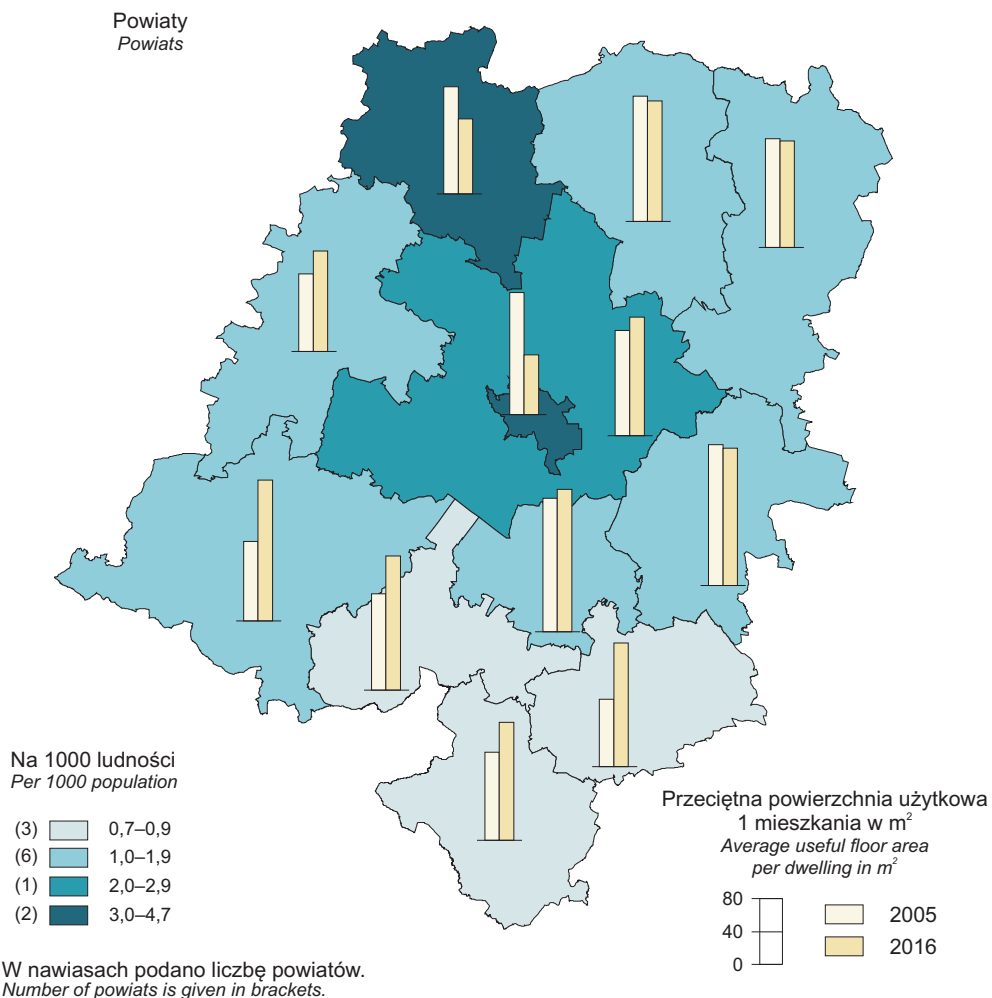 Powiaty
Powiats
Na 1000 ludności
Per 1000 population
(3) 0,7–0,9
(6) 1,0–1,9
(1) 2,0–2,9
(2) 3,0–4,7
Przeciętna powierzchnia użytkowa
1 mieszkania w m²
Average useful floor area
per dwelling in m²
80
40
0
2005
2016
W nawiasach podano liczbę powiatów.
Number of powiats is given in brackets.